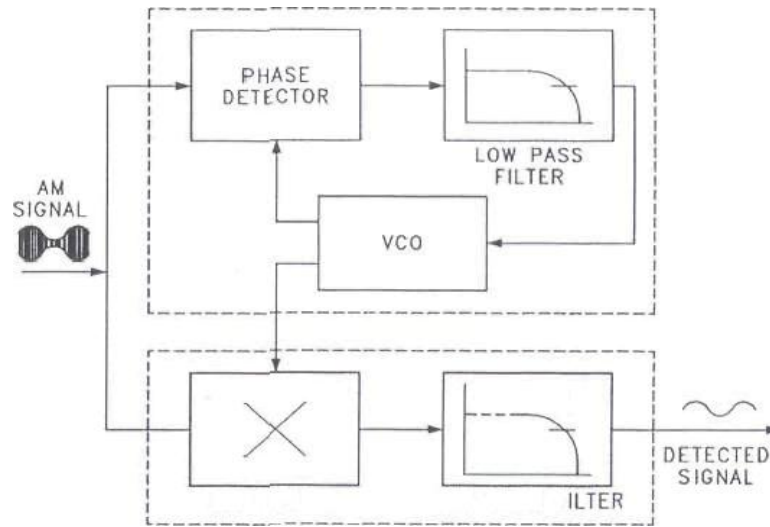 PHASE
DETECTOR
LOW PASS
FILTER
AM
SIGNAL
VCO
DETECTED
SIGNAL
ILTER